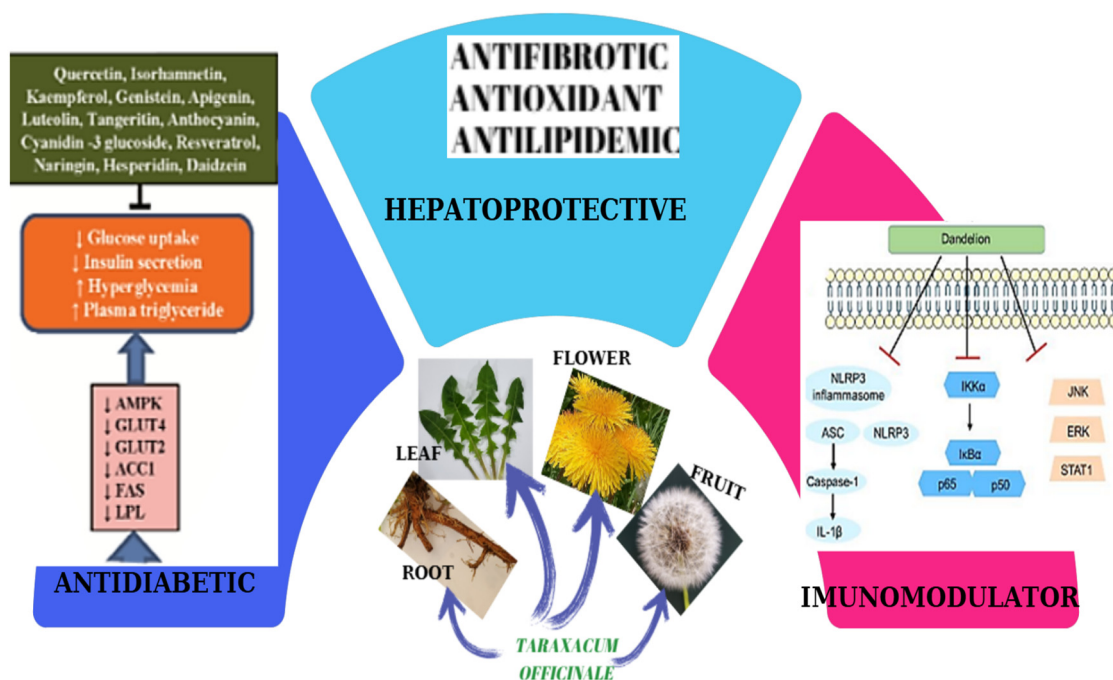 Quercetin, Isorhamnetin,
Kaempferol, Genistein, Apigenin,
Luteolin, Tangeritin, Anthocyanin,
Cyanidin -3 glucoside, Resveratrol,
Naringin, Hesperidin, Daidzein
↓ Glucose uptake
↓ Insulin secretion
↑ Hyperglycemia
↑ Plasma triglyceride
↓ AMPK
↓ GLUT4
↓ GLUT2
↓ ACC1
↓ FAS
↓ LPL
ANTIDIABETIC
ANTIFIBROTIC
ANTIOXIDANT
ANTILIPIDEMIC
HEPATOPROTECTIVE
FLOWER
LEAF
FRUIT
ROOT
TARAXACUM
OFFICINALE
Dandelion
NLRP3
inflammasome
ASC
NLRP3
Caspase-1
IL-1β
IKKα
IκBα
p65
p50
JNK
ERK
STAT1
IMUNOMODULATOR